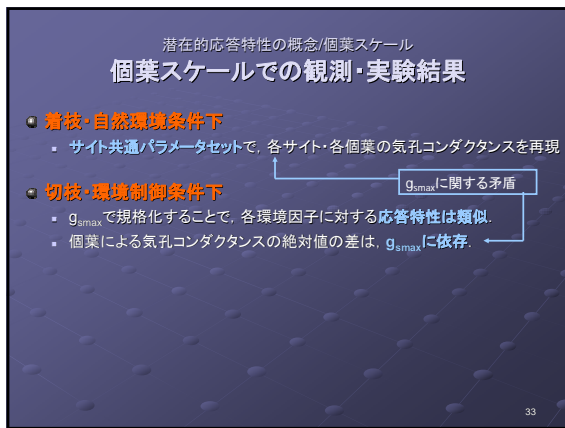 潜在的応答特性の概念/個葉スケール
個葉スケールでの観測・実験結果
着枝・自然環境条件下
サイト共通パラメータセットで, 各サイト・各個葉の気孔コンダクタンスを再現
gsmaxに関する矛盾
切枝・環境制御条件下
gsmaxで規格化することで, 各環境因子に対する応答特性は類似.
個葉による気孔コンダクタンスの絶対値の差は, gsmaxに依存.
33